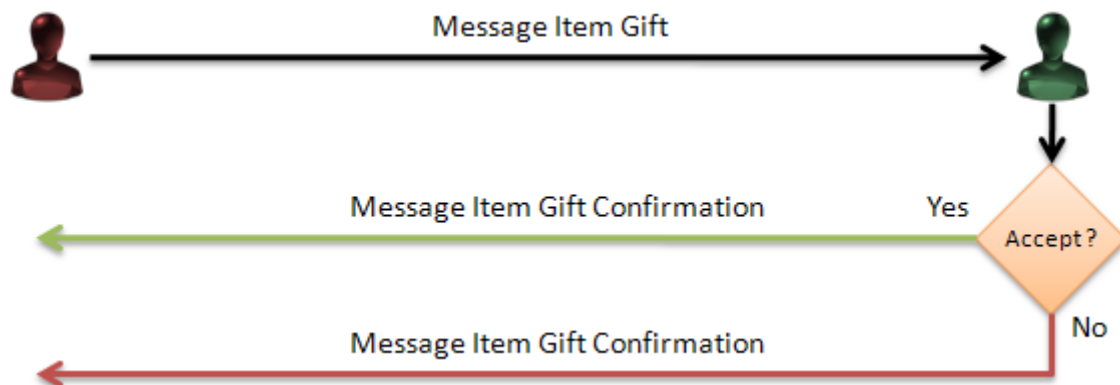 Message Item Gift
Message Item Gift Confirmation
Yes
Accept?
No
Message Item Gift Confirmation